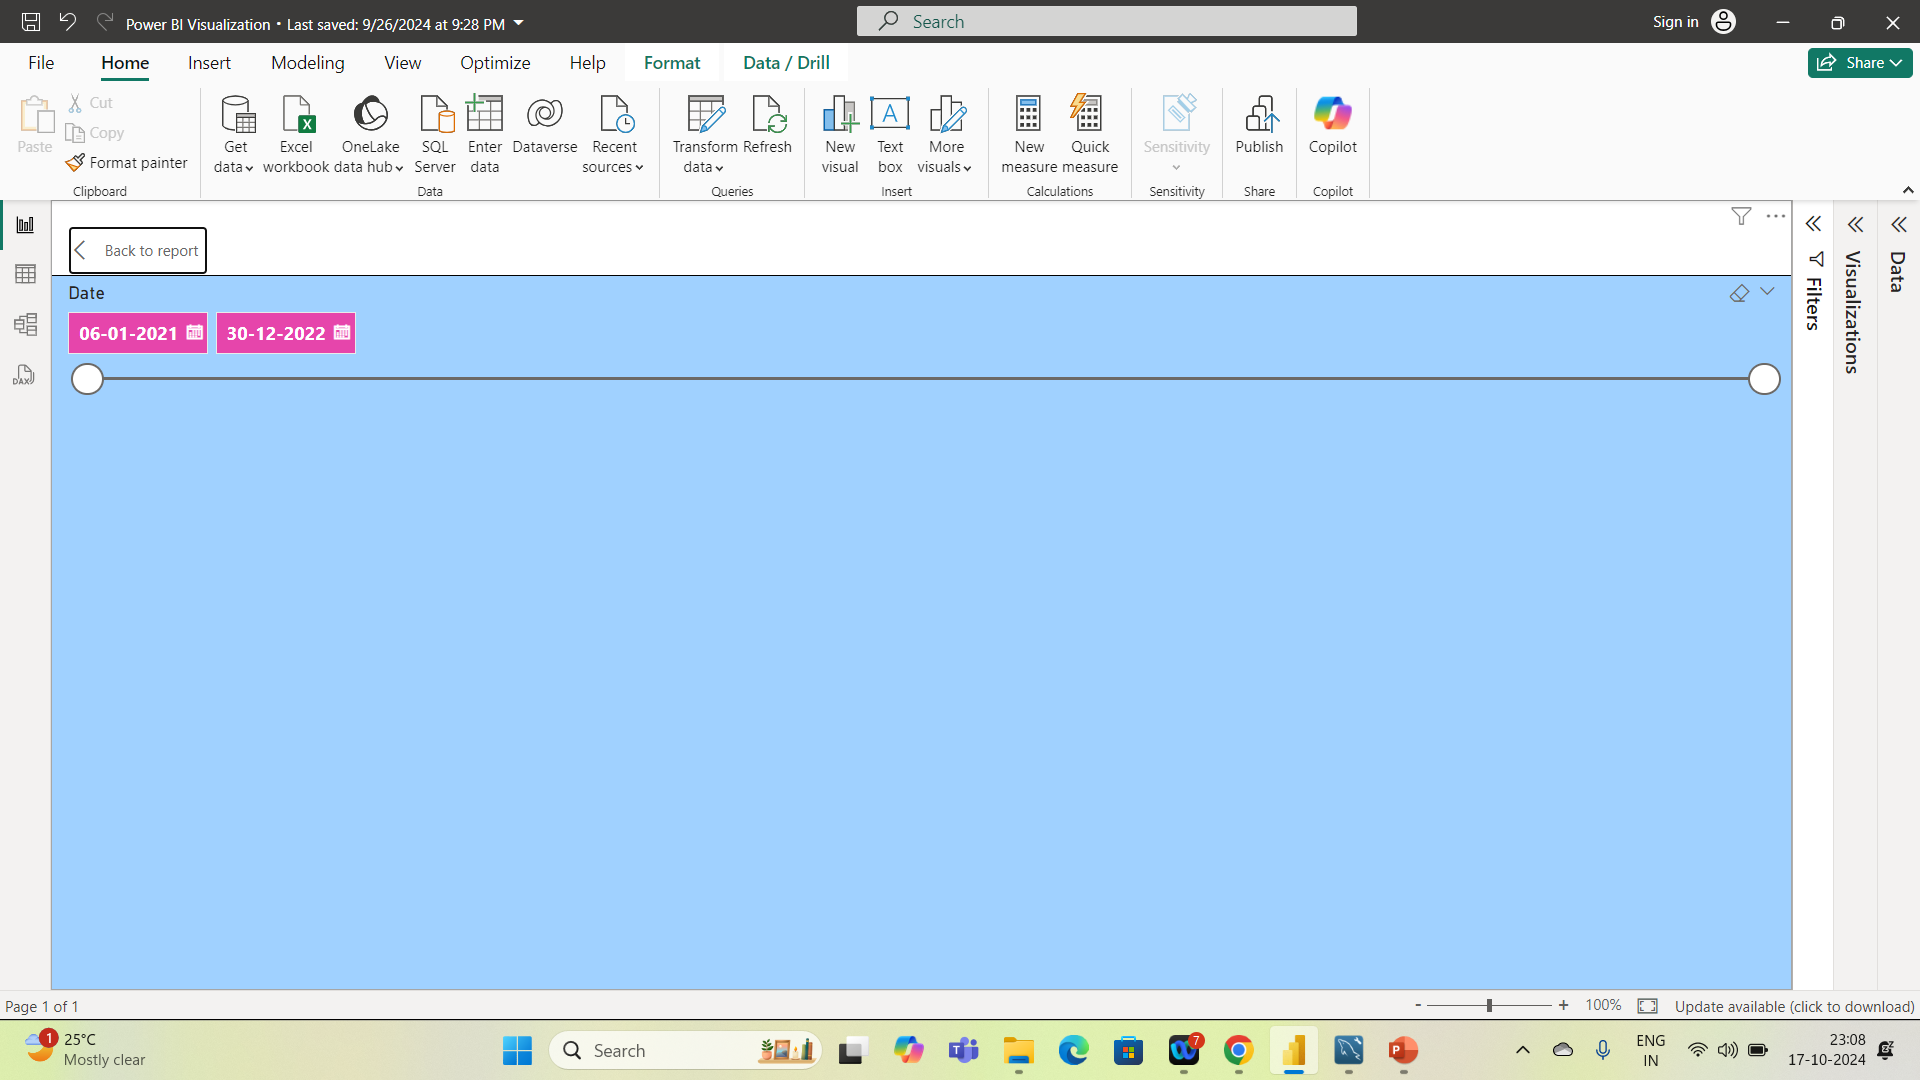 Power BI Visualization • Last saved: 9/26/2024 at 9:28 PM
Search
Sign in
File Home Insert Modeling View Optimize Help Format Data / Drill
Share
Paste
Cut
Copy
Format painter
Clipboard
Get data
Excel workbook
OneLake data hub
SQL Server
Enter data
Dataverse
Recent sources
Data
Transform data
Refresh
Queries
New visual
Text box
More visuals
Insert
New measure
Quick measure
Calculations
Sensitivity
Sensitivity
Publish
Share
Copilot
Copilot
DAX
Back to report
Date
06-01-2021
30-12-2022
Filters
Visualizations
Data
Page 1 of 1
- + 100%
Update available (click to download)
1
25°C
Mostly clear
Search
7
ENG
IN
23:08
17-10-2024